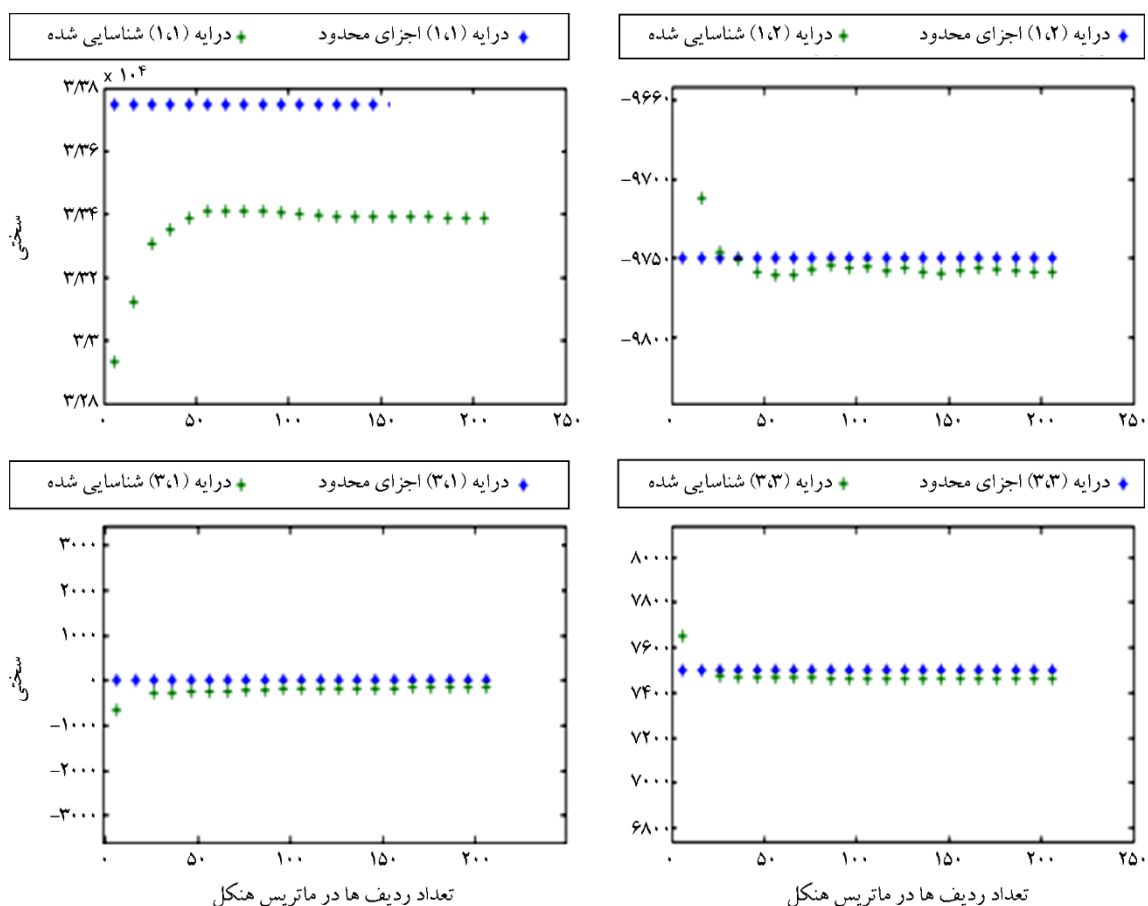 درایه (۱،۱) اجزای محدود درایه (۱،۱) شناسایی شده
درایه (۱،۲) اجزای محدود درایه (۱،۲) شناسایی شده
۳/۳۸ x ۱۰۴
۳/۳۶
۳/۳۴
۳/۳۲
۳/۳
۳/۲۸
سختی
۰ ۵۰ ۱۰۰ ۱۵۰ ۲۰۰ ۲۵۰
-۹۶۶۰
-۹۷۰۰
-۹۷۵۰
-۹۸۰۰
۰ ۵۰ ۱۰۰ ۱۵۰ ۲۰۰ ۲۵۰
درایه (۳،۱) اجزای محدود درایه (۳،۱) شناسایی شده
درایه (۳،۳) اجزای محدود درایه (۳،۳) شناسایی شده
۳۰۰۰
۲۰۰۰
۱۰۰۰
۰
-۱۰۰۰
-۲۰۰۰
-۳۰۰۰
سختی
۰ ۵۰ ۱۰۰ ۱۵۰ ۲۰۰
تعداد ردیف ها در ماتریس هنکل
۸۰۰۰
۷۸۰۰
۷۶۰۰
۷۴۰۰
۷۲۰۰
۷۰۰۰
۶۸۰۰
۰ ۵۰ ۱۰۰ ۱۵۰ ۲۰۰ ۲۵۰
تعداد ردیف ها در ماتریس هنکل